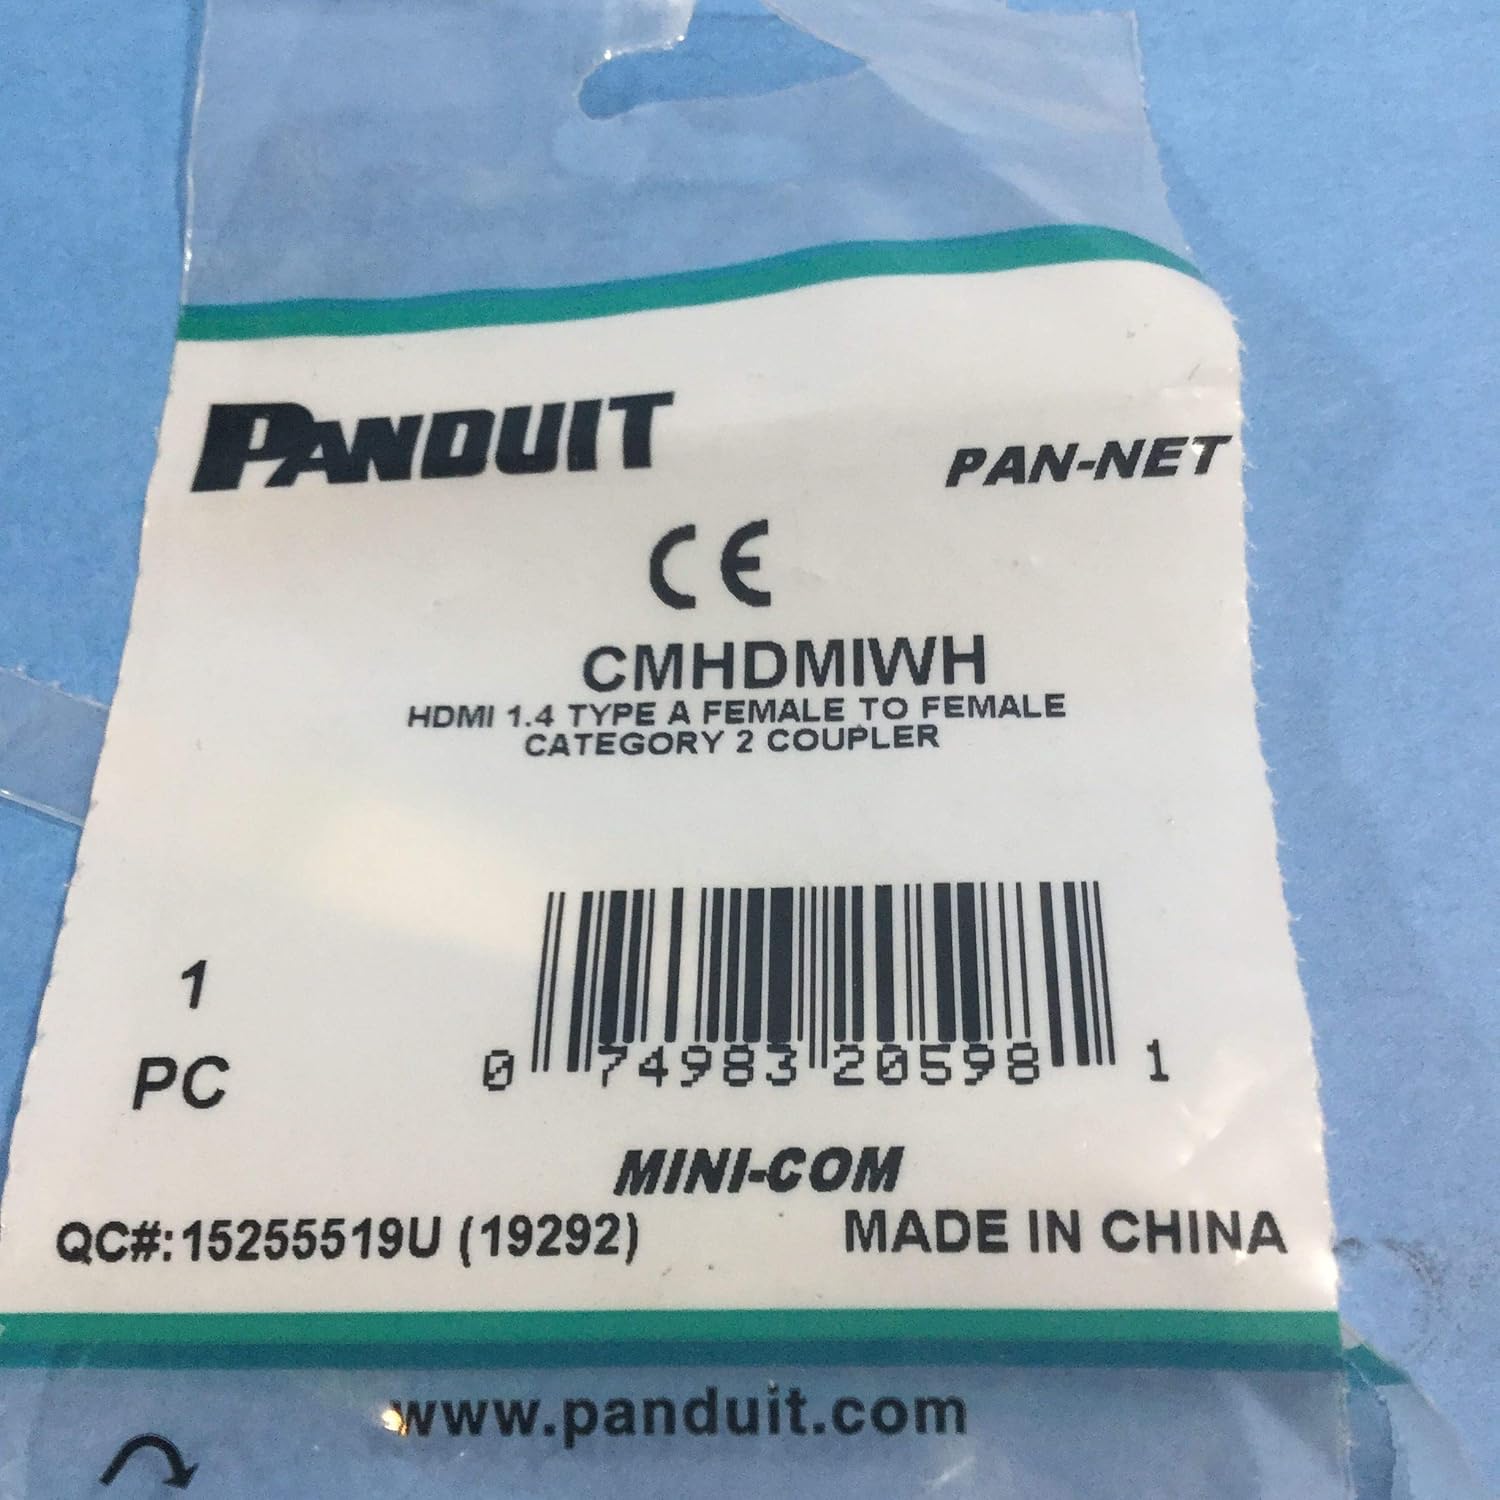 PANDUIT
PAN-NET
CE
CMHDMIWH
HDMI 1.4 TYPE A FEMALE TO FEMALE
CATEGORY 2 COUPLER
1
PC
0 74983 20598 1
MINI-COM
QC#:15255519U (19292)
MADE IN CHINA
www.panduit.com